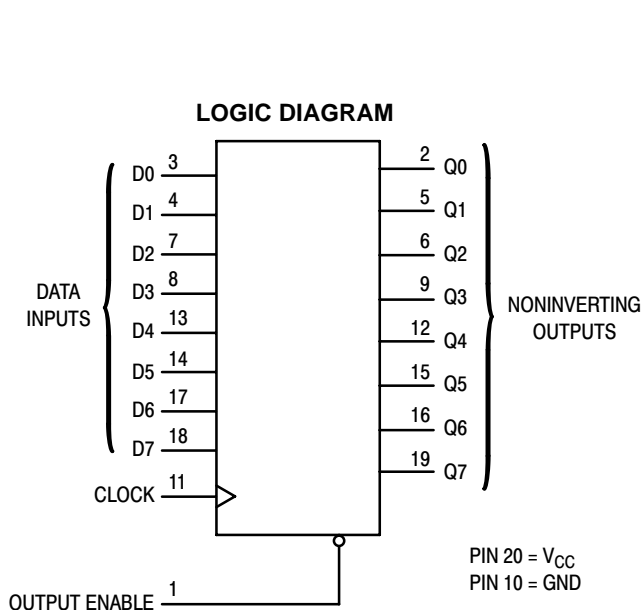 LOGIC DIAGRAM
DATA
INPUTS
D0 3
D1 4
D2 7
D3 8
D4 13
D5 14
D6 17
D7 18
CLOCK 11
OUTPUT ENABLE 1
2 Q0
5 Q1
6 Q2
9 Q3
12 Q4
15 Q5
16 Q6
19 Q7
NONINVERTING
OUTPUTS
PIN 20 = VCC
PIN 10 = GND